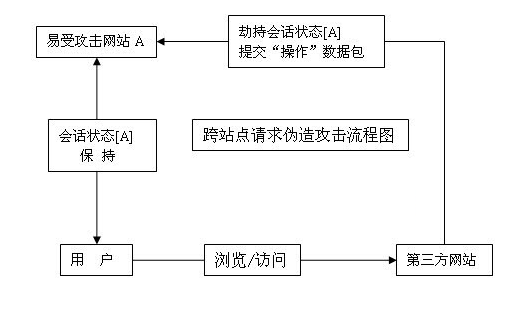 易受攻击网站 A
劫持会话状态[A]
提交“操作”数据包
会话状态[A]
保 持
跨站点请求伪造攻击流程图
用 户
浏览/访问
第三方网站